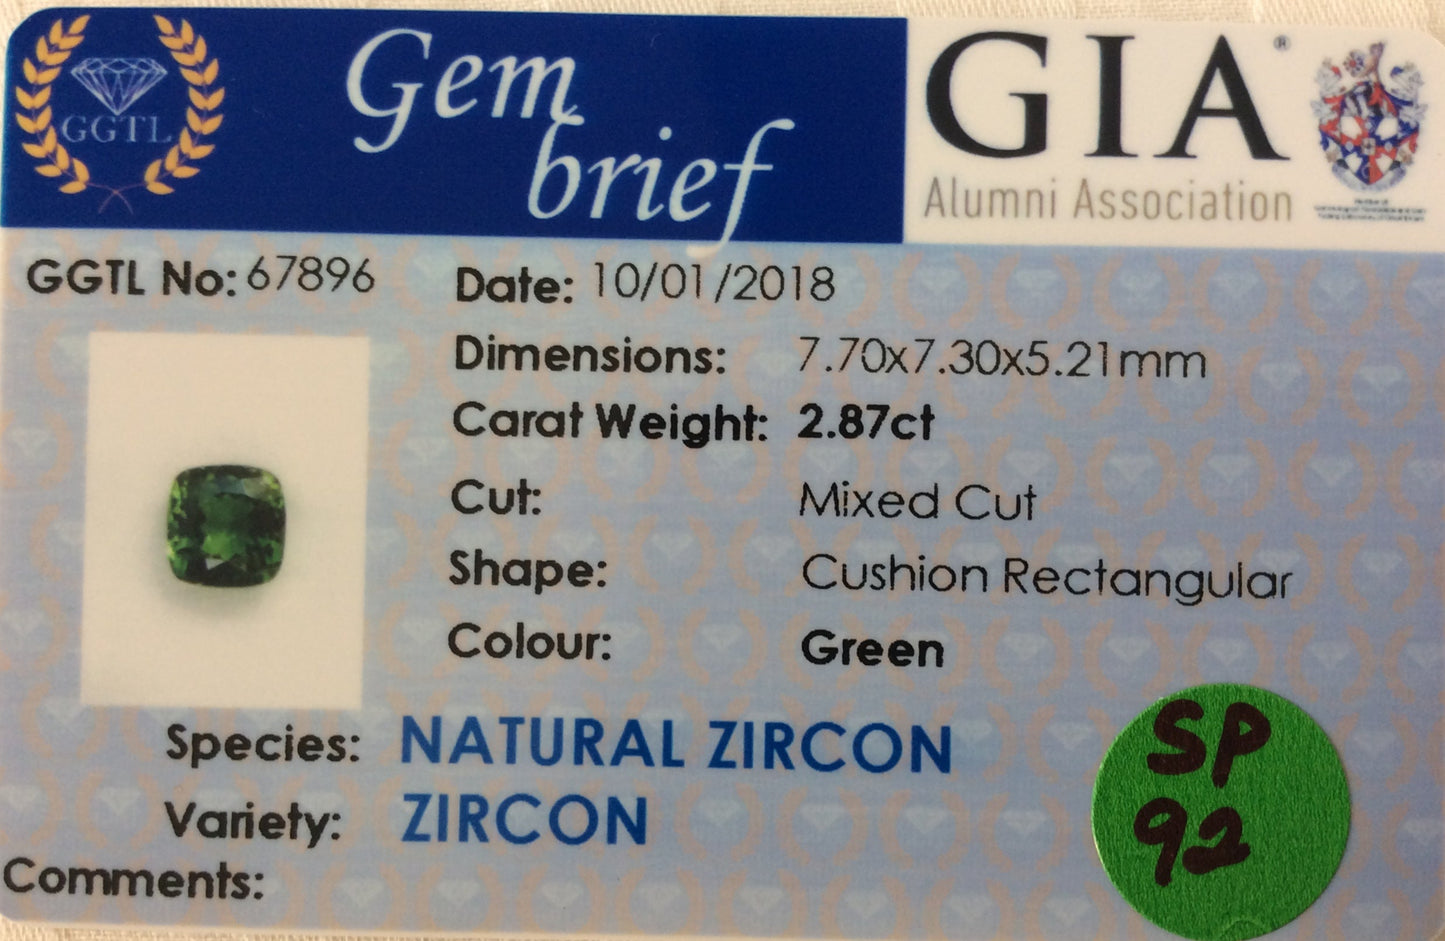 GGTL
Gem
brief
GIA®
Alumni Association
GGTL No: 67896
Date: 10/01/2018
Dimensions: 7.70x7.30x5.21mm
Carat Weight: 2.87ct
Cut: Mixed Cut
Shape: Cushion Rectangular
Colour: Green
Species: NATURAL ZIRCON
Variety: ZIRCON
Comments:
SP
92